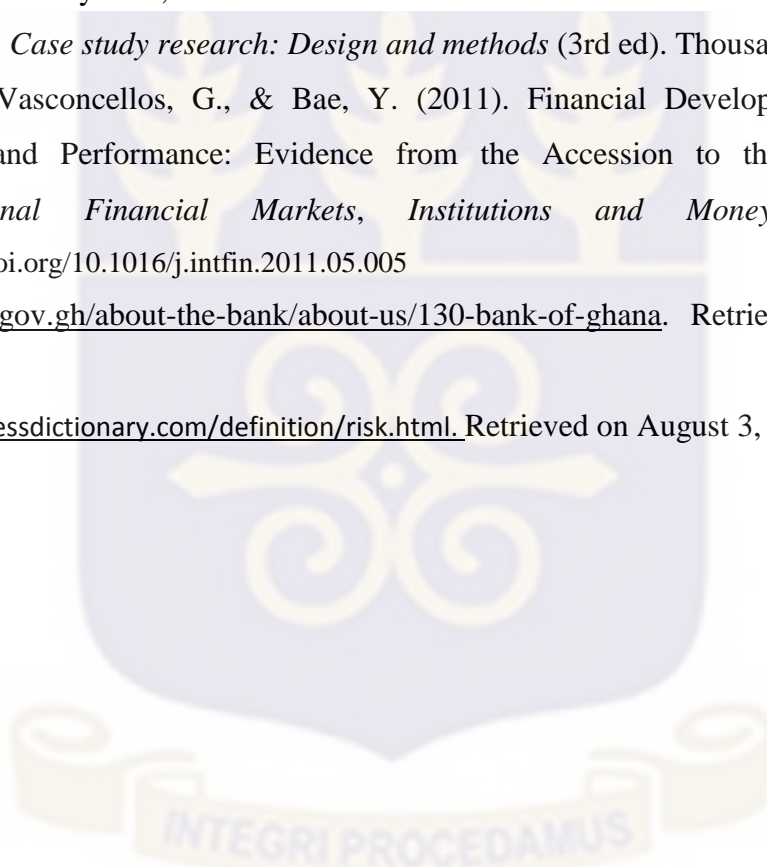 Case study research: Design and methods (3rd ed). Thousa
Vasconcellos, G., & Bae, Y. (2011). Financial Develop
and Performance: Evidence from the Accession to th
nal Financial Markets, Institutions and Money
oi.org/10.1016/j.intfin.2011.05.005
gov.gh/about-the-bank/about-us/130-bank-of-ghana. Retrie
essdictionary.com/definition/risk.html. Retrieved on August 3,
INTEGRI PROCEDAMUS